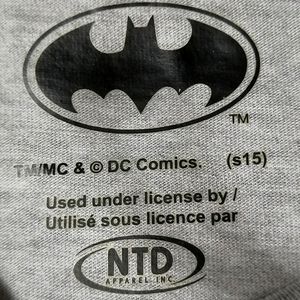 TM
TM/MC & © DC Comics. (s15)
Used under license by /
Utilisé sous licence par
NTD
APPAREL INC